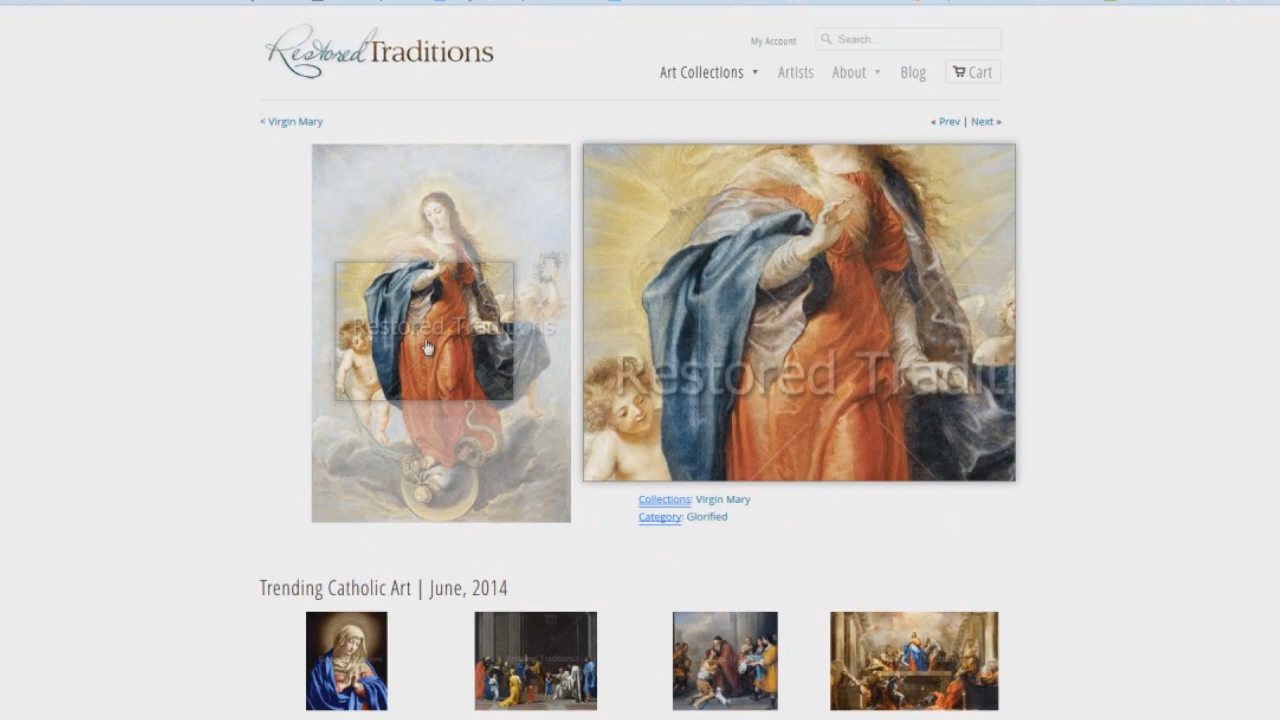 Restored Traditions
My Account
Search...
Art Collections ▼
Artists
About ▼
Blog
Cart
< Virgin Mary
« Prev | Next »
Restored Traditions
Restored Traditi
Collections: Virgin Mary
Category: Glorified
Trending Catholic Art | June, 2014